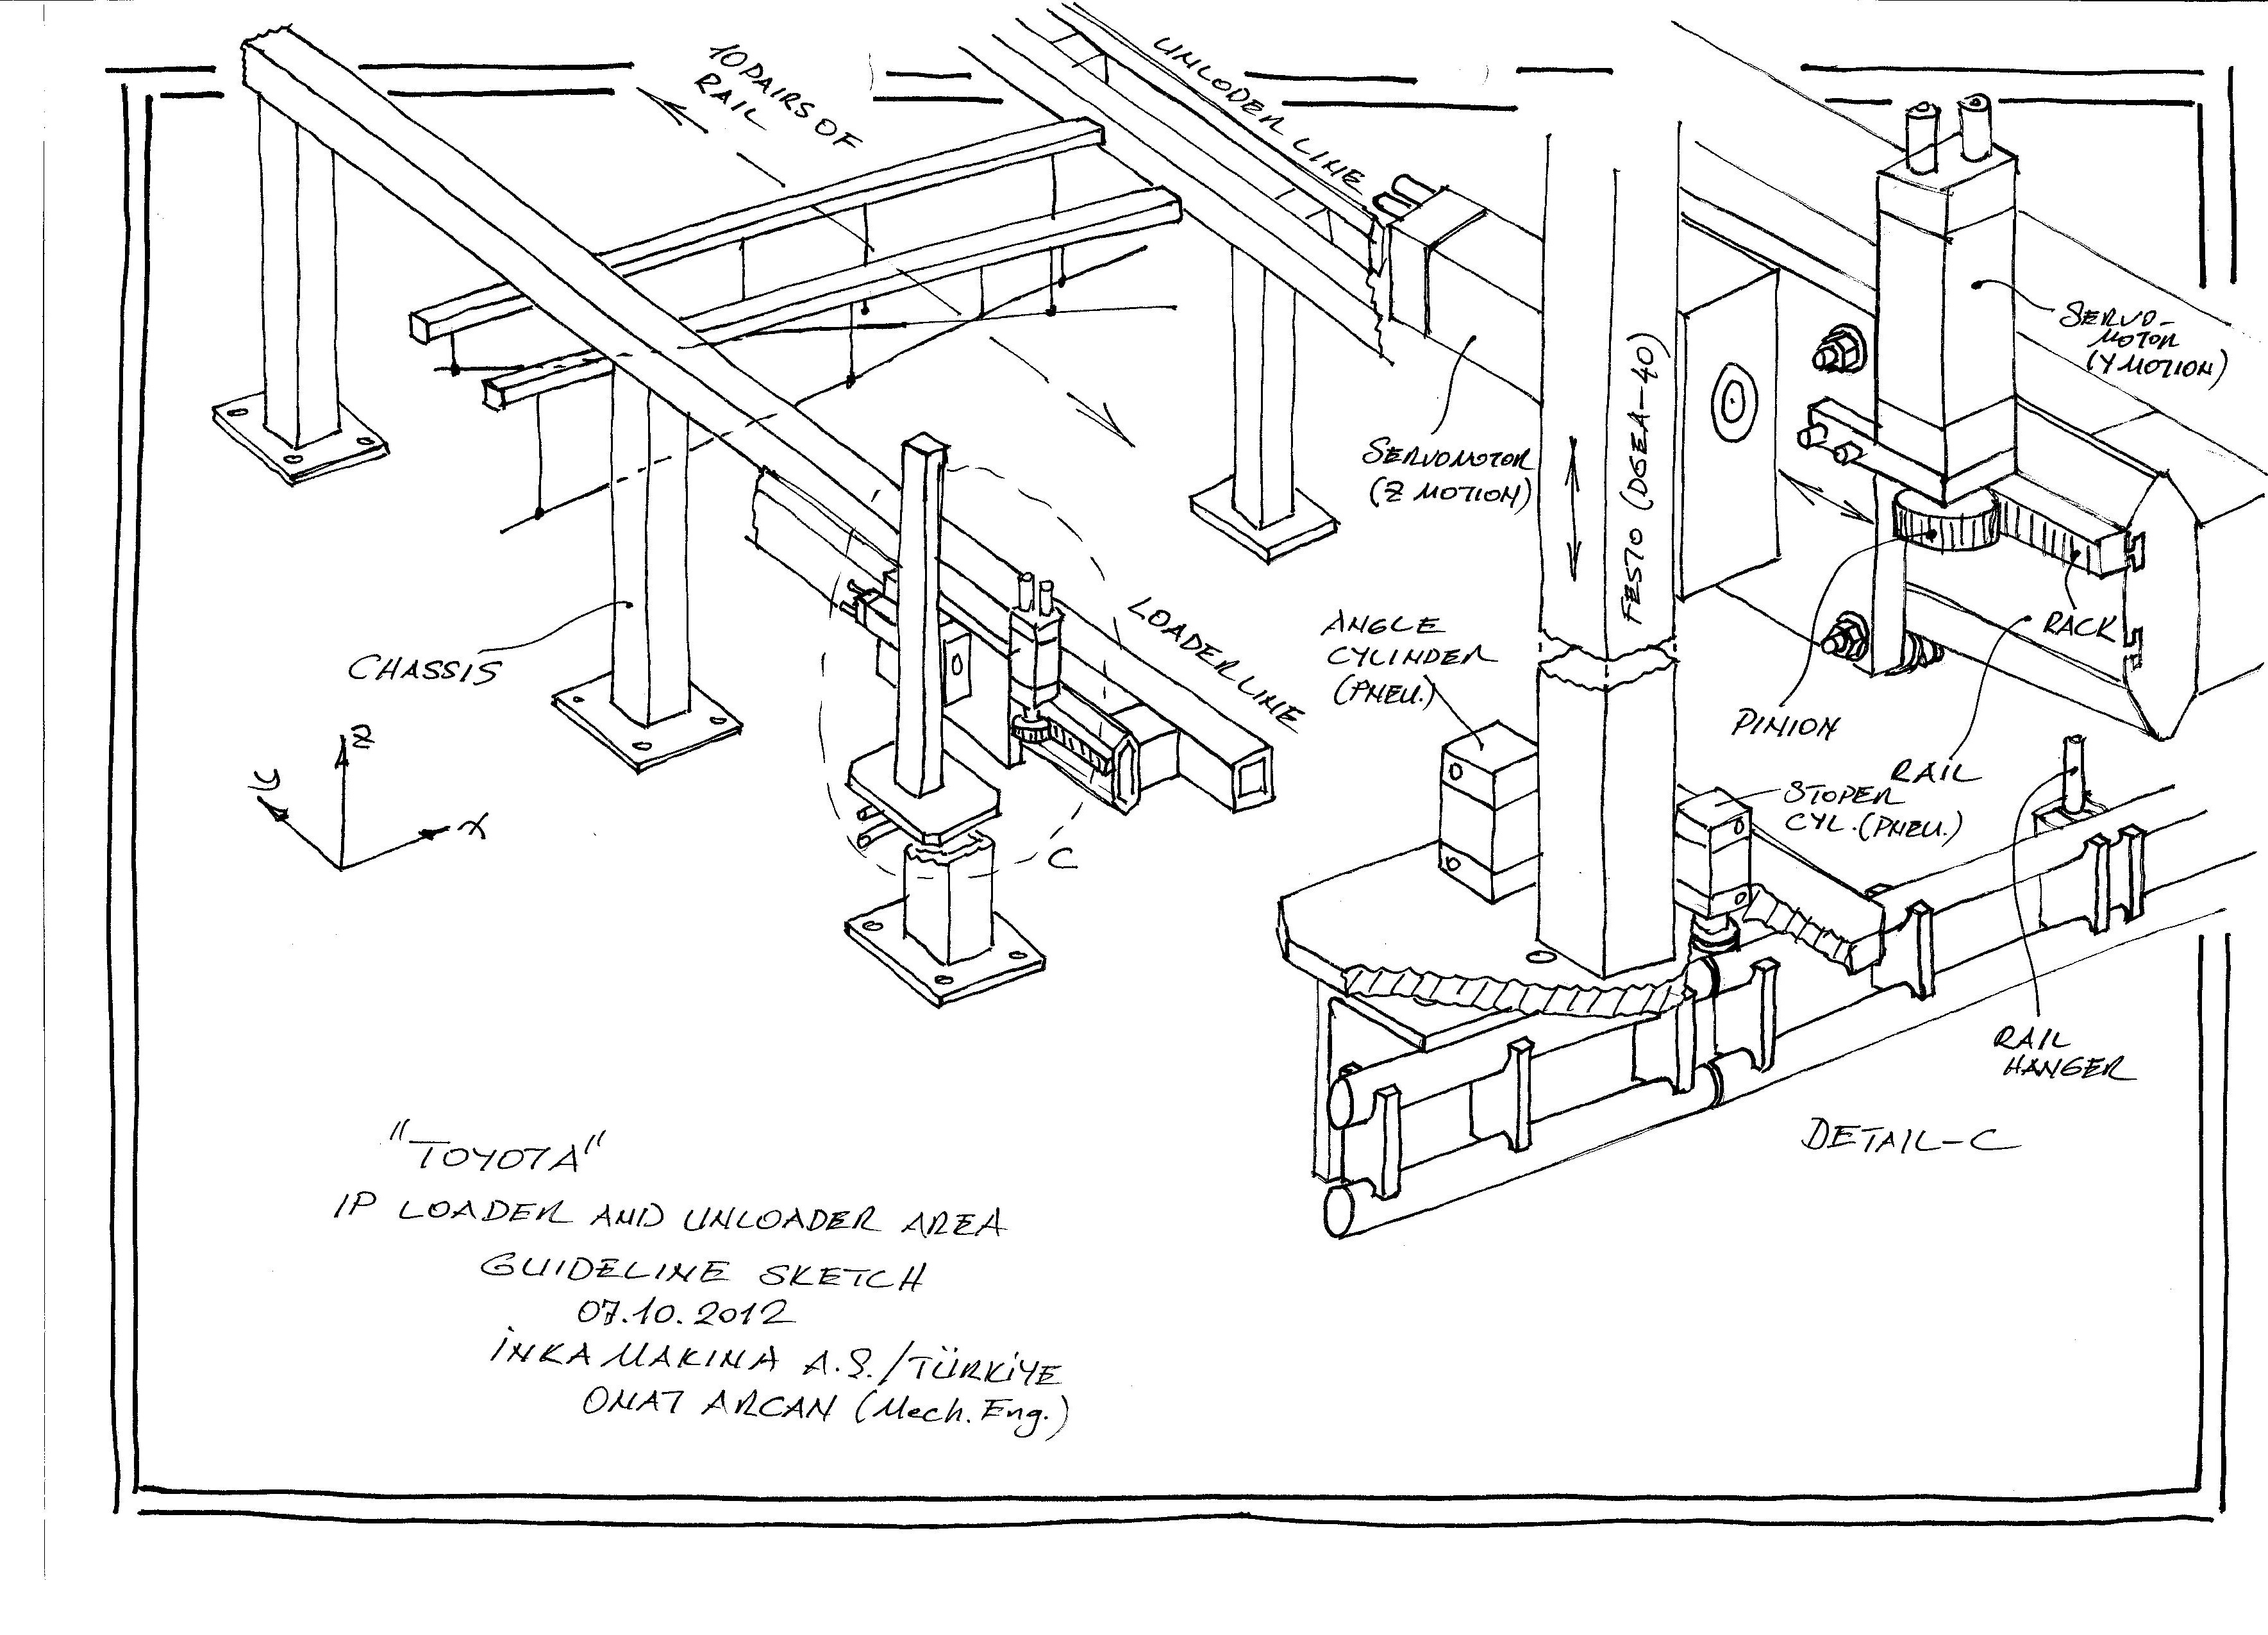 10 PAIRS OF
RAIL
UNLODER LINE
SERVO-
MOTOR
(Y MOTION)
SERVOMOTOR
(Z MOTION)
FESTO (DGEA-40)
ANGLE
CYLINDER
(PNEU.)
LOADER LINE
CHASSIS
RACK
PINION
RAIL
STOPER
CYL. (PNEU.)
Z
Y
X
C
RAIL
HANGER
DETAIL-C
"TOYOTA"
IP LOADER AND UNLOADER AREA
GUIDELINE SKETCH
07.10.2012
İNKA MAKINA A.Ş./TÜRKİYE
ONAT ARCAN (Mech. Eng.)